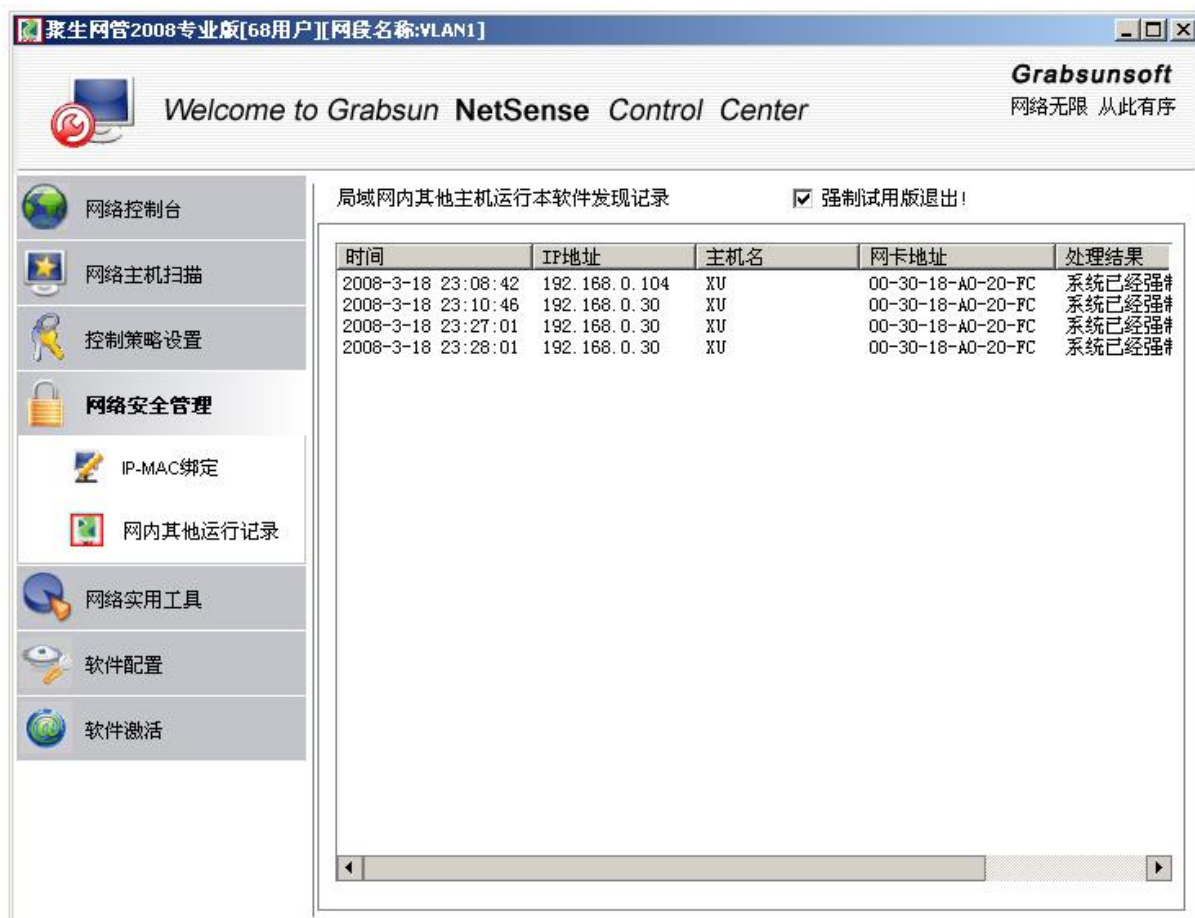 聚生网管2008专业版[68用户][网段名称:VLAN1]
Welcome to Grabsun NetSense Control Center
Grabsunsoft
网络无限 从此有序
网络控制台
网络主机扫描
控制策略设置
网络安全管理
IP-MAC绑定
网内其他运行记录
网络实用工具
软件配置
软件激活
局域网内其他主机运行本软件发现记录 强制试用版退出!
时间 IP地址 主机名 网卡地址 处理结果
2008-3-18 23:08:42 192.168.0.104 XU 00-30-18-A0-20-FC 系统已经强制
2008-3-18 23:10:46 192.168.0.30 XU 00-30-18-A0-20-FC 系统已经强制
2008-3-18 23:27:01 192.168.0.30 XU 00-30-18-A0-20-FC 系统已经强制
2008-3-18 23:28:01 192.168.0.30 XU 00-30-18-A0-20-FC 系统已经强制